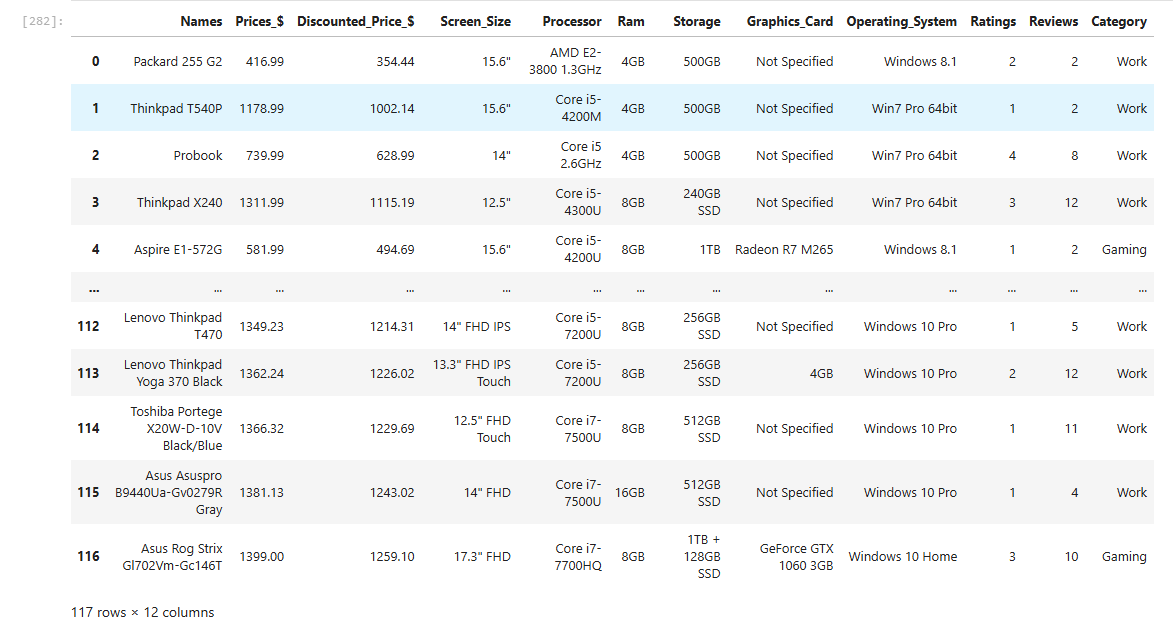 [282]:
Names Prices_$ Discounted_Price_$ Screen_Size Processor Ram Storage Graphics_Card Operating_System Ratings Reviews Category
0 Packard 255 G2 416.99 354.44 15.6" AMD E2-
3800 1.3GHz 4GB 500GB Not Specified Windows 8.1 2 2 Work
1 Thinkpad T540P 1178.99 1002.14 15.6" Core i5-
4200M 4GB 500GB Not Specified Win7 Pro 64bit 1 2 Work
2 Probook 739.99 628.99 14" Core i5
2.6GHz 4GB 500GB Not Specified Win7 Pro 64bit 4 8 Work
3 Thinkpad X240 1311.99 1115.19 12.5" Core i5-
4300U 8GB 240GB
SSD Not Specified Win7 Pro 64bit 3 12 Work
4 Aspire E1-572G 581.99 494.69 15.6" Core i5-
4200U 8GB 1TB Radeon R7 M265 Windows 8.1 1 2 Gaming
... ... ... ... ... ... ... ... ... ... ... ... ...
112 Lenovo Thinkpad
T470 1349.23 1214.31 14" FHD IPS Core i5-
7200U 8GB 256GB
SSD Not Specified Windows 10 Pro 1 5 Work
113 Lenovo Thinkpad
Yoga 370 Black 1362.24 1226.02 13.3" FHD IPS
Touch Core i5-
7200U 8GB 256GB
SSD 4GB Windows 10 Pro 2 12 Work
114 Toshiba Portege
X20W-D-10V
Black/Blue 1366.32 1229.69 12.5" FHD
Touch Core i7-
7500U 8GB 512GB
SSD Not Specified Windows 10 Pro 1 11 Work
115 Asus Asuspro
B9440Ua-Gv0279R
Gray 1381.13 1243.02 14" FHD Core i7-
7500U 16GB 512GB
SSD Not Specified Windows 10 Pro 1 4 Work
116 Asus Rog Strix
Gl702Vm-Gc146T 1399.00 1259.10 17.3" FHD Core i7-
7700HQ 8GB 1TB +
128GB
SSD GeForce GTX
1060 3GB Windows 10 Home 3 10 Gaming
117 rows × 12 columns